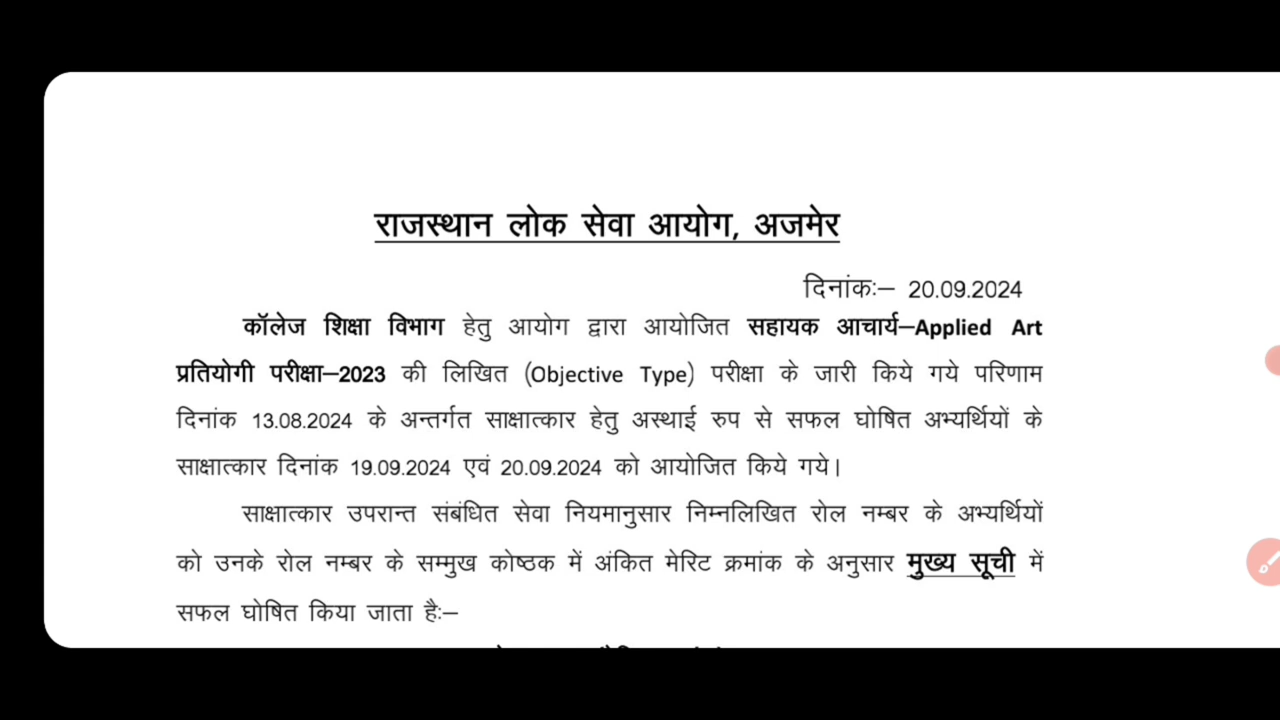 राजस्थान लोक सेवा आयोग, अजमेर
दिनांकः– 20.09.2024
कॉलेज शिक्षा विभाग हेतु आयोग द्वारा आयोजित सहायक आचार्य–Applied Art
प्रतियोगी परीक्षा–2023 की लिखित (Objective Type) परीक्षा के जारी किये गये परिणाम
दिनांक 13.08.2024 के अन्तर्गत साक्षात्कार हेतु अस्थाई रुप से सफल घोषित अभ्यर्थियों के
साक्षात्कार दिनांक 19.09.2024 एवं 20.09.2024 को आयोजित किये गये।
साक्षात्कार उपरान्त संबंधित सेवा नियमानुसार निम्नलिखित रोल नम्बर के अभ्यर्थियों
को उनके रोल नम्बर के सम्मुख कोष्ठक में अंकित मेरिट क्रमांक के अनुसार मुख्य सूची में
सफल घोषित किया जाता हैः–